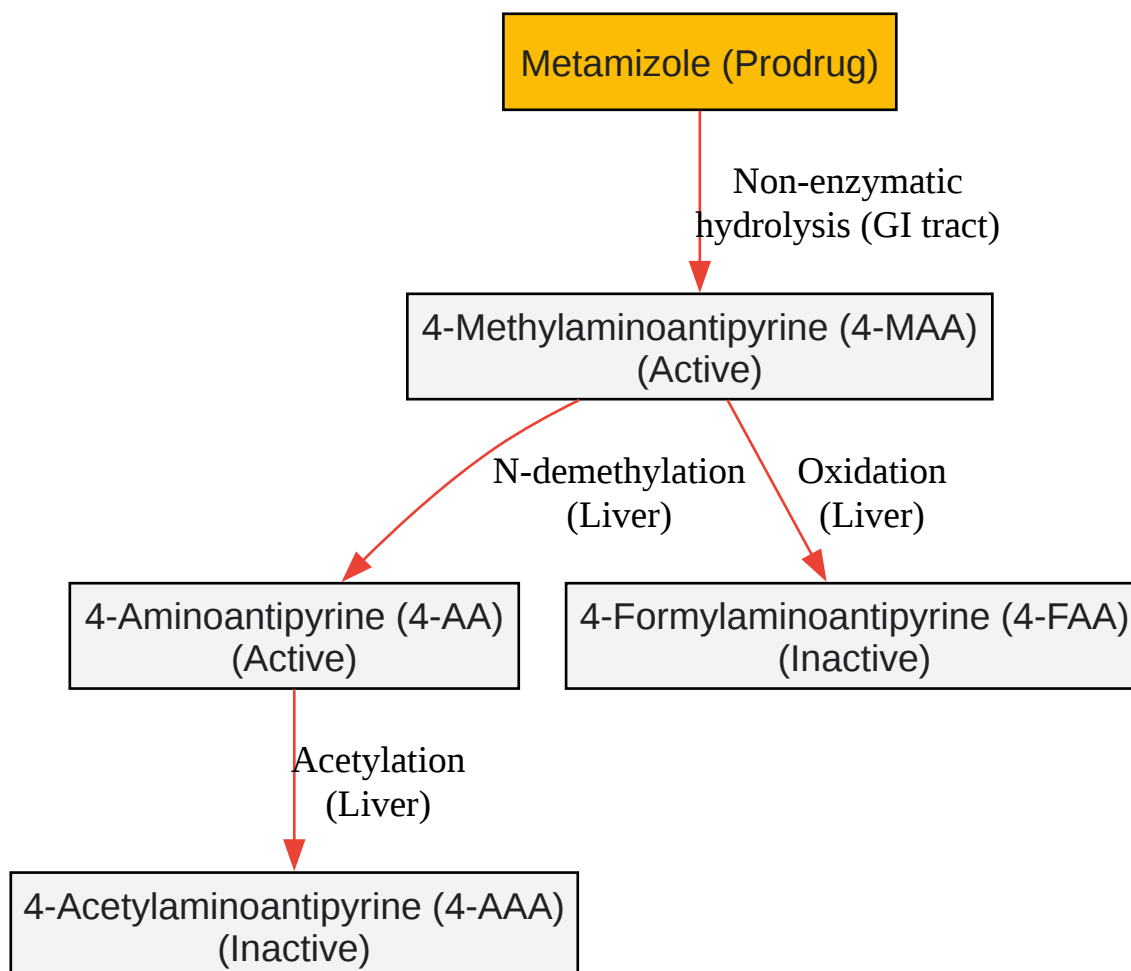 Metamizole (Prodrug)
Non-enzymatic
hydrolysis (GI tract)
4-Methylaminoantipyrine (4-MAA)
(Active)
N-demethylation
(Liver)
Oxidation
(Liver)
4-Aminoantipyrine (4-AA)
(Active)
4-Formylaminoantipyrine (4-FAA)
(Inactive)
Acetylation
(Liver)
4-Acetylaminoantipyrine (4-AAA)
(Inactive)